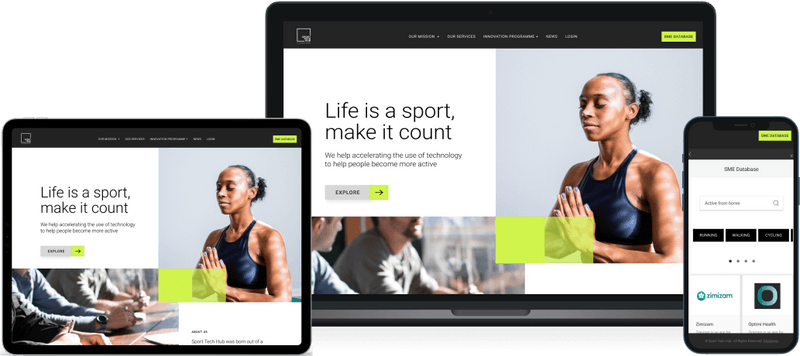 OUR MISSION
OUR SERVICES
INNOVATION PROGRAMME
NEWS
LOGIN
SME DATABASE
Life is a sport,
make it count
We help accelerating the use of technology
to help people become more active
EXPLORE
OUR MISSION
OUR SERVICES
INNOVATION PROGRAMME
NEWS
LOGIN
SME DATABASE
Life is a sport,
make it count
We help accelerating the use of technology
to help people become more active
EXPLORE
ABOUT US
Sport Tech Hub was born out of a
SME DATABASE
SME Database
Active from home
RUNNING
WALKING
CYCLING
zimizam
Zimizam
Optimi Health